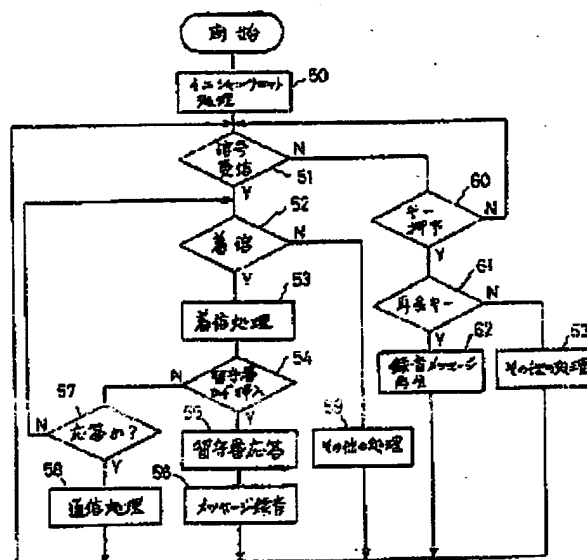 開始
イニシャルセット
処理
50
信号
受信
N
51
Y
60
キー
押下
N
Y
52
着信
N
Y
61
再生キー
N
Y
53
着信処理
62
録音メッセージ
再生
63
その他の処理
54
留守番
N
Y
57
応答か?
N
Y
55
留守番応答
59
その他の処理
58
通信処理
56
メッセージ録音